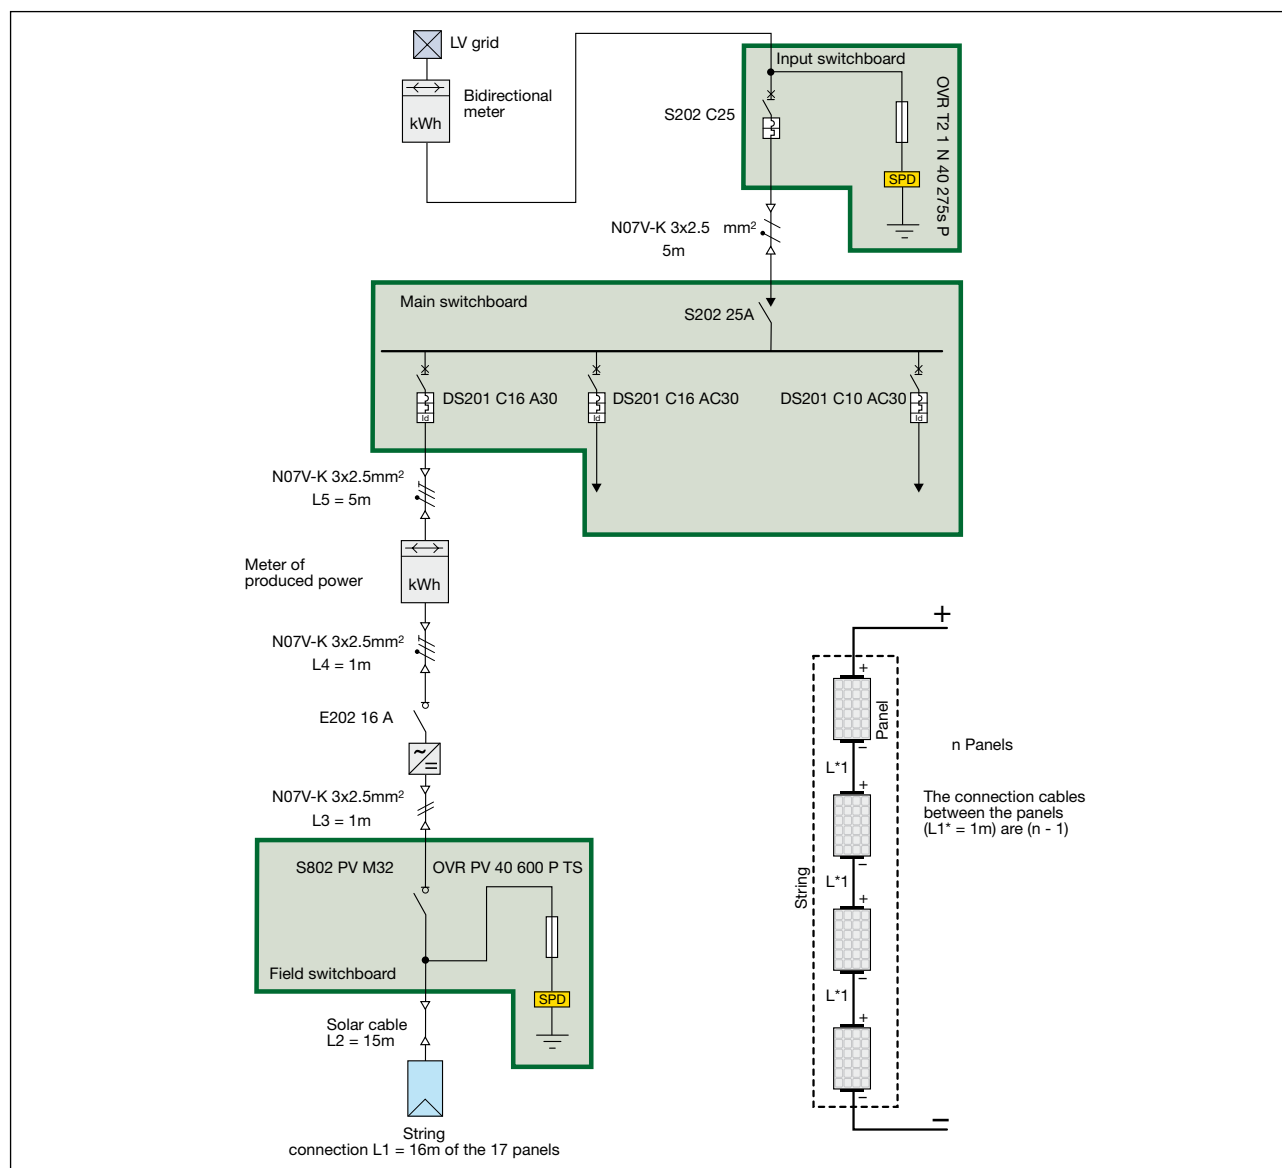 LV grid
Bidirectional
meter
kWh
Input switchboard
S202 C25
OVR T2 1 N 40 275s P
SPD
N07V-K 3x2.5 mm²
5m
Main switchboard
S202 25A
DS201 C16 A30
DS201 C16 AC30
DS201 C10 AC30
Id
Id
Id
N07V-K 3x2.5mm²
L5 = 5m
Meter of
produced power
kWh
N07V-K 3x2.5mm²
L4 = 1m
E202 16 A
N07V-K 3x2.5mm²
L3 = 1m
S802 PV M32
OVR PV 40 600 P TS
Field switchboard
SPD
Solar cable
L2 = 15m
String
connection L1 = 16m of the 17 panels
+
+
Panel
−
L*1
+
−
L*1
+
−
L*1
+
−
−
String
n Panels
The connection cables
between the panels
(L1* = 1m) are (n - 1)